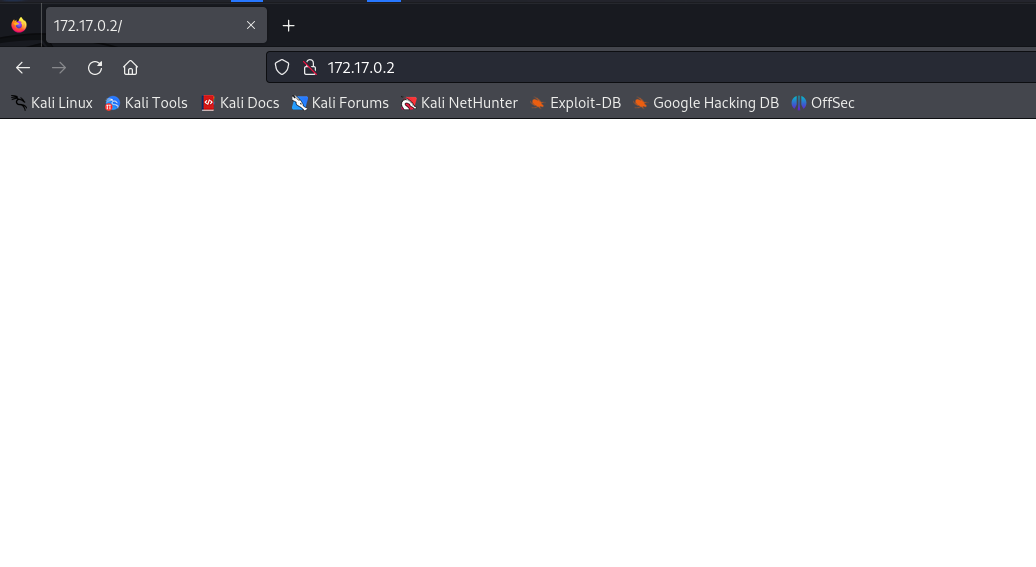 172.17.0.2/
172.17.0.2
Kali Linux Kali Tools Kali Docs Kali Forums Kali NetHunter Exploit-DB Google Hacking DB OffSec